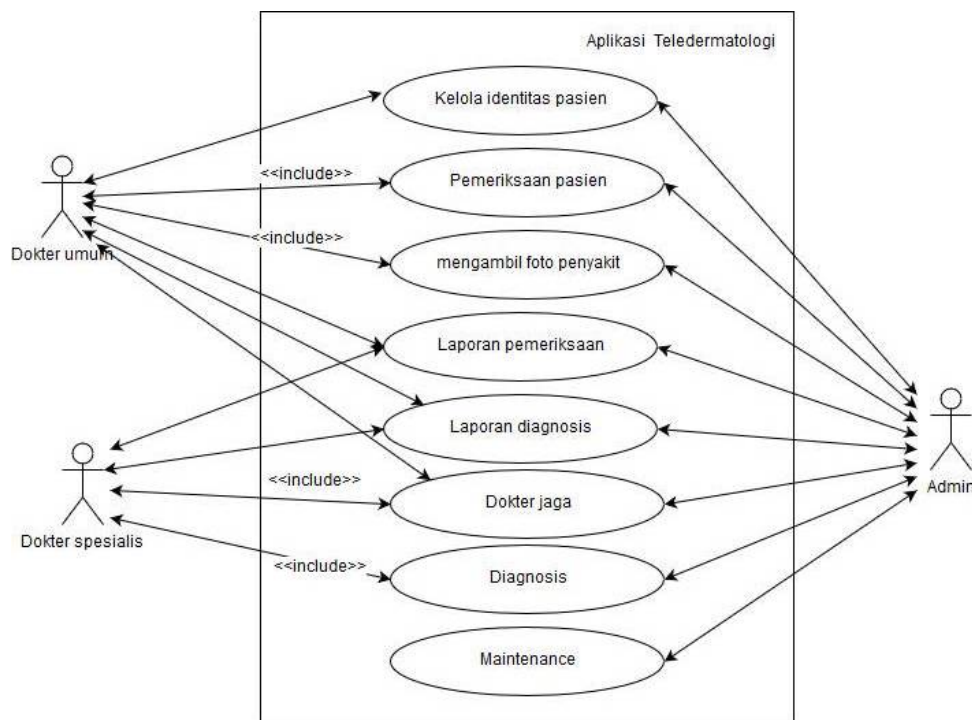 Aplikasi Teledermatologi
Kelola identitas pasien
<<include>>
Pemeriksaan pasien
<<include>>
mengambil foto penyakit
Dokter umum
Laporan pemeriksaan
Laporan diagnosis
<<include>>
Dokter jaga
Admin
Dokter spesialis
<<include>>
Diagnosis
Maintenance